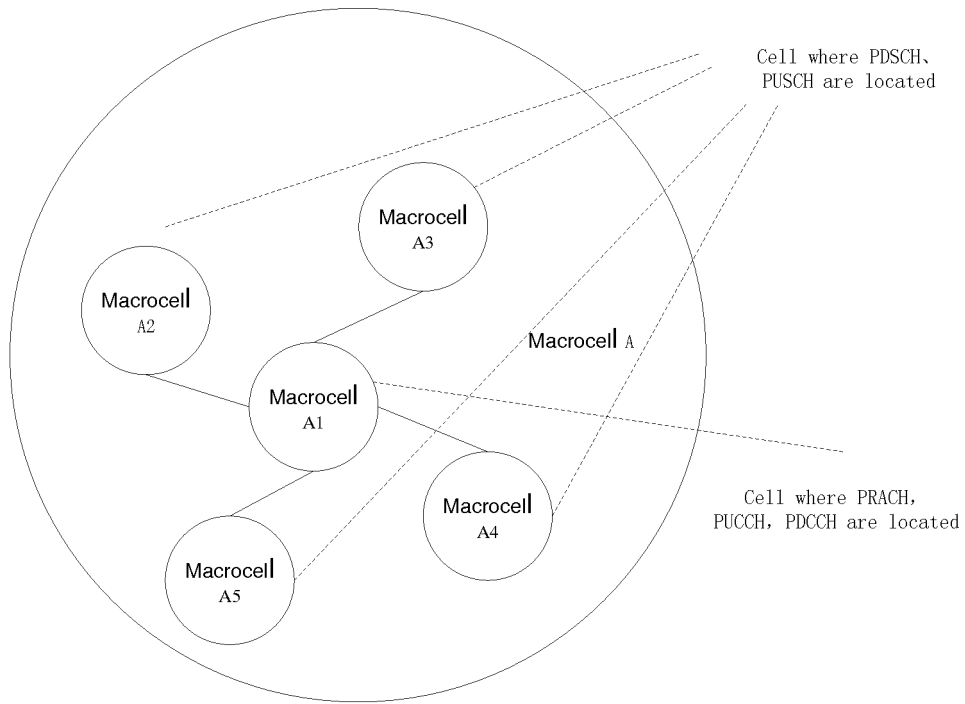 Cell where PDSCH、
PUSCH are located
Macrocell
A3
Macrocell
A2
Macrocell A
Macrocell
A1
Macrocell
A4
Cell where PRACH,
PUCCH, PDCCH are located
Macrocell
A5